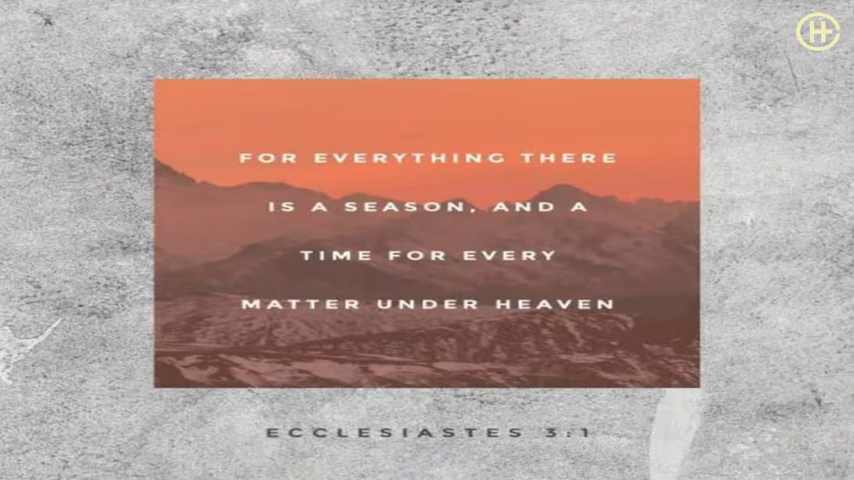 FOR EVERYTHING THERE
IS A SEASON, AND A
TIME FOR EVERY
MATTER UNDER HEAVEN
ECCLESIASTES 3:1